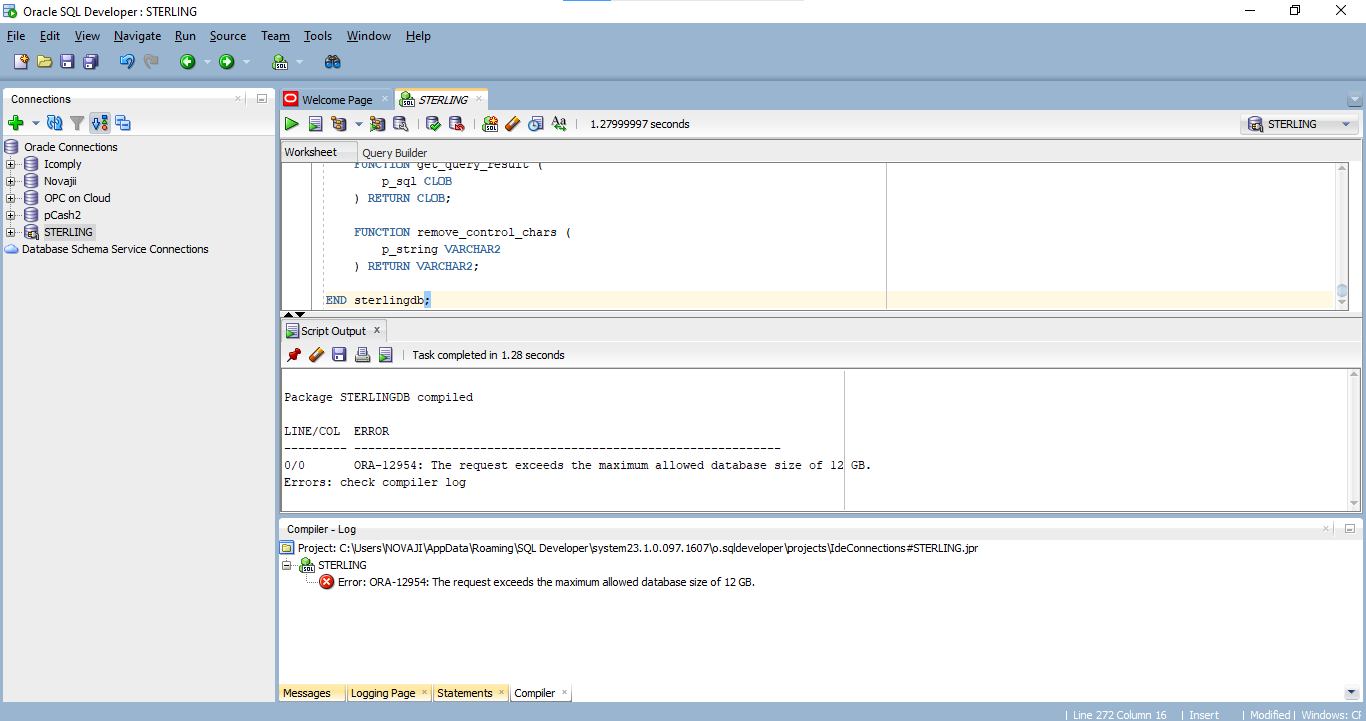 Oracle SQL Developer : STERLING
File Edit View Navigate Run Source Team Tools Window Help
Connections
Oracle Connections
Icomply
Novajii
OPC on Cloud
pCash2
STERLING
Database Schema Service Connections
Welcome Page
STERLING
1.27999997 seconds
STERLING
Worksheet Query Builder
FUNCTION get_query_result (
p_sql CLOB
) RETURN CLOB;
FUNCTION remove_control_chars (
p_string VARCHAR2
) RETURN VARCHAR2;
END sterlingdb;
Script Output x
Task completed in 1.28 seconds
Package STERLINGDB compiled
LINE/COL ERROR
--------- -------------------------------------------------------------
0/0 ORA-12954: The request exceeds the maximum allowed database size of 12 GB.
Errors: check compiler log
Compiler - Log
Project: C:\Users\NOVAJI\AppData\Roaming\SQL Developer\system23.1.0.097.1607\o.sqldeveloper\projects\IdeConnections#STERLING.jpr
STERLING
Error: ORA-12954: The request exceeds the maximum allowed database size of 12 GB.
Messages Logging Page Statements Compiler
Line 272 Column 16 | Insert | Modified | Windows: CF